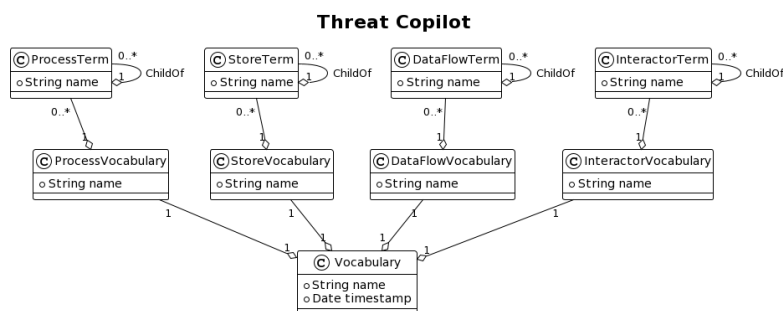 Threat Copilot
C ProcessTerm 0..* C StoreTerm 0..* C DataFlowTerm 0..* C InteractorTerm 0..*
String name 1 ChildOf String name 1 ChildOf String name 1 ChildOf String name 1 ChildOf
0..* 0..* 0..* 0..*
1 1 1 1
C ProcessVocabulary C StoreVocabulary C DataFlowVocabulary C InteractorVocabulary
String name String name String name String name
1 1 1 1
1 1 1 1
C Vocabulary
String name
Date timestamp